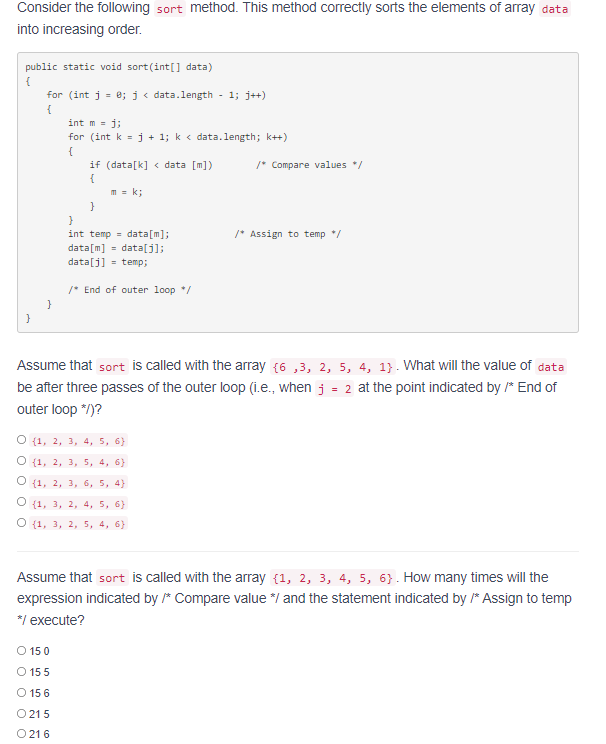 Consider the following sort method. This method correctly sorts the elements of array data
into increasing order.
public static void sort(int[] data)
{
for (int j = 0; j < data.length - 1; j++)
{
int m = j;
for (int k = j + 1; k < data.length; k++)
{
if (data[k] < data [m]) /* Compare values */
{
m = k;
}
}
int temp = data[m]; /* Assign to temp */
data[m] = data[j];
data[j] = temp;
/* End of outer loop */
}
}
Assume that sort is called with the array {6 ,3, 2, 5, 4, 1} . What will the value of data
be after three passes of the outer loop (i.e., when j = 2 at the point indicated by /* End of
outer loop */)?
{1, 2, 3, 4, 5, 6}
{1, 2, 3, 5, 4, 6}
{1, 2, 3, 6, 5, 4}
{1, 3, 2, 4, 5, 6}
{1, 3, 2, 5, 4, 6}
Assume that sort is called with the array {1, 2, 3, 4, 5, 6} . How many times will the
expression indicated by /* Compare value */ and the statement indicated by /* Assign to temp
*/ execute?
15 0
15 5
15 6
21 5
21 6